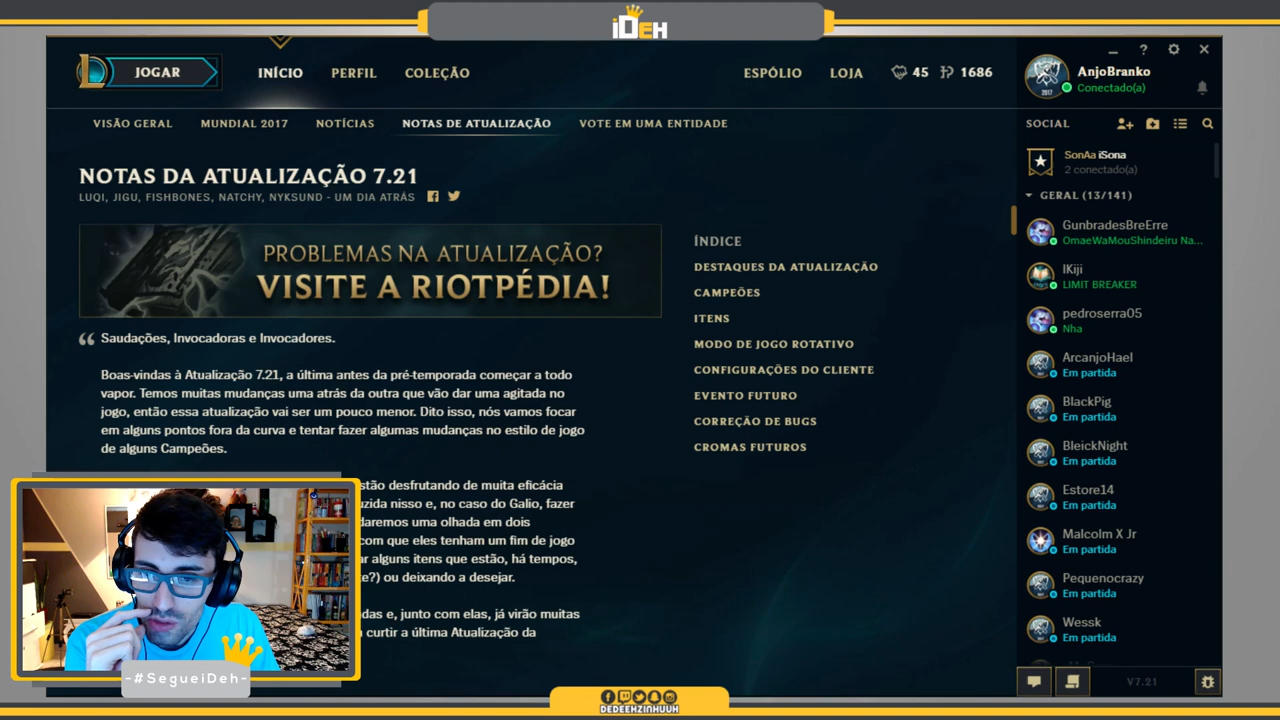 iDEH
JOGAR
INÍCIO
PERFIL
COLEÇÃO
ESPÓLIO
LOJA
45
1686
AnjoBranko
Conectado(a)
2017
VISÃO GERAL
MUNDIAL 2017
NOTÍCIAS
NOTAS DE ATUALIZAÇÃO
VOTE EM UMA ENTIDADE
SOCIAL
NOTAS DA ATUALIZAÇÃO 7.21
LUQI, JIGU, FISHBONES, NATCHY, NYKSUND - UM DIA ATRÁS
PROBLEMAS NA ATUALIZAÇÃO?
VISITE A RIOTPÉDIA!
Saudações, Invocadoras e Invocadores.
Boas-vindas à Atualização 7.21, a última antes da pré-temporada começar a todo
vapor. Temos muitas mudanças uma atrás da outra que vão dar uma agitada no
jogo, então essa atualização vai ser um pouco menor. Dito isso, nós vamos focar
em alguns pontos fora da curva e tentar fazer algumas mudanças no estilo de jogo
de alguns Campeões.
stão desfrutando de muita eficácia
uzida nisso e, no caso do Galio, fazer
daremos uma olhada em dois
com que eles tenham um fim de jogo
ar alguns itens que estão, há tempos,
te?) ou deixando a desejar.
das e, junto com elas, já virão muitas
curtir a última Atualização da
ÍNDICE
DESTAQUES DA ATUALIZAÇÃO
CAMPEÕES
ITENS
MODO DE JOGO ROTATIVO
CONFIGURAÇÕES DO CLIENTE
EVENTO FUTURO
CORREÇÃO DE BUGS
CROMAS FUTUROS
SonAa iSona
2 conectado(a)
GERAL (13/141)
GunbradesBreErre
OmaeWaMouShindeiru Na...
IKiji
LIMIT BREAKER
pedroserra05
Nha
ArcanjoHael
Em partida
BlackPig
Em partida
BleickNight
Em partida
Estore14
Em partida
Malcolm X Jr
Em partida
Pequenocrazy
Em partida
Wessk
Em partida
V7.21
-#SegueiDeh-
DEDEEHZINHUUH